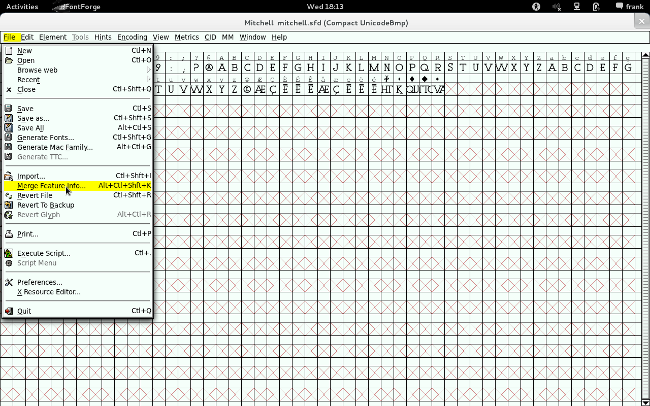 Activities FontForge Wed 18:13 frank
Mitchell mitchell.sfd (Compact UnicodeBmp)
File Edit Element Tools Hints Encoding View Metrics CID MM Window Help
New Ctl+N
Open Ctl+O
Browse web
Recent
Close Ctl+Shft+Q
Save Ctl+S
Save as... Ctl+Shft+S
Save All Alt+Ctl+S
Generate Fonts... Ctl+Shft+G
Generate Mac Family... Alt+Ctl+G
Generate TTC...
Import... Ctl+Shft+I
Merge Feature Info... Alt+Ctl+Shft+K
Revert File Ctl+Shft+R
Revert To Backup
Revert Glyph Alt+Ctl+R
Print... Ctl+P
Execute Script... Ctl+.
Script Menu
Preferences...
X Resource Editor...
Quit Ctl+Q
A B C D E F G H I J K L M N O P Q R S T U V W X Y Z A B C D E F G
T U V W X Y Z © Æ Ç